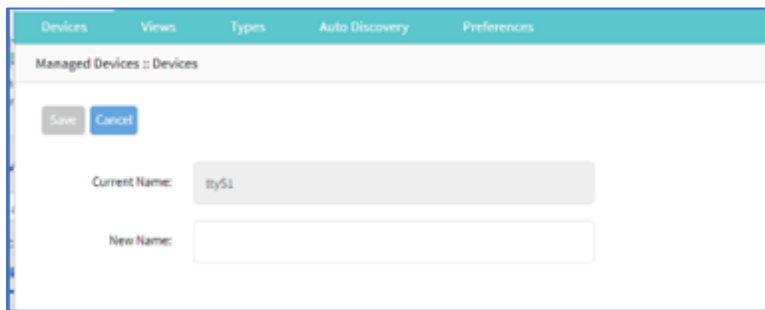 Devices Views Types Auto Discovery Preferences
Managed Devices :: Devices
Save Cancel
Current Name: ttyS1
New Name: